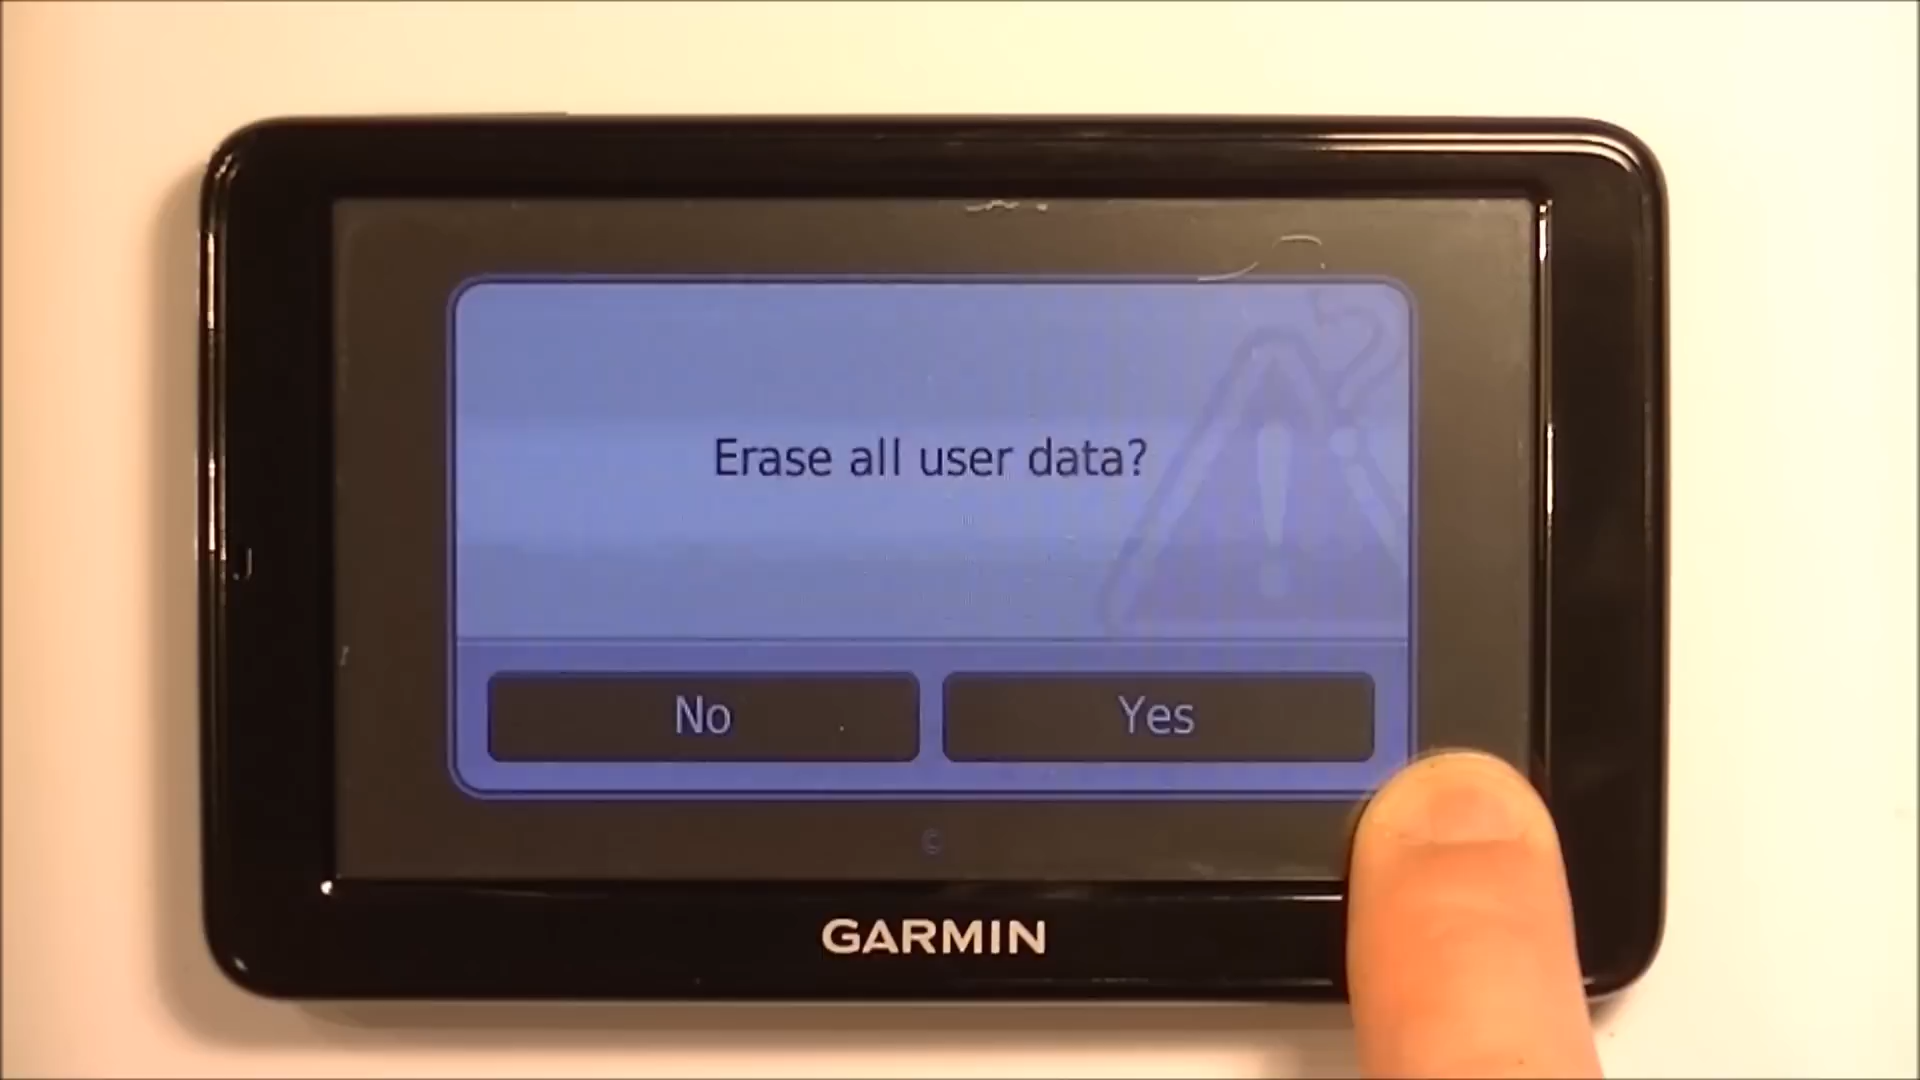 Erase all user data?
No
Yes
©
GARMIN